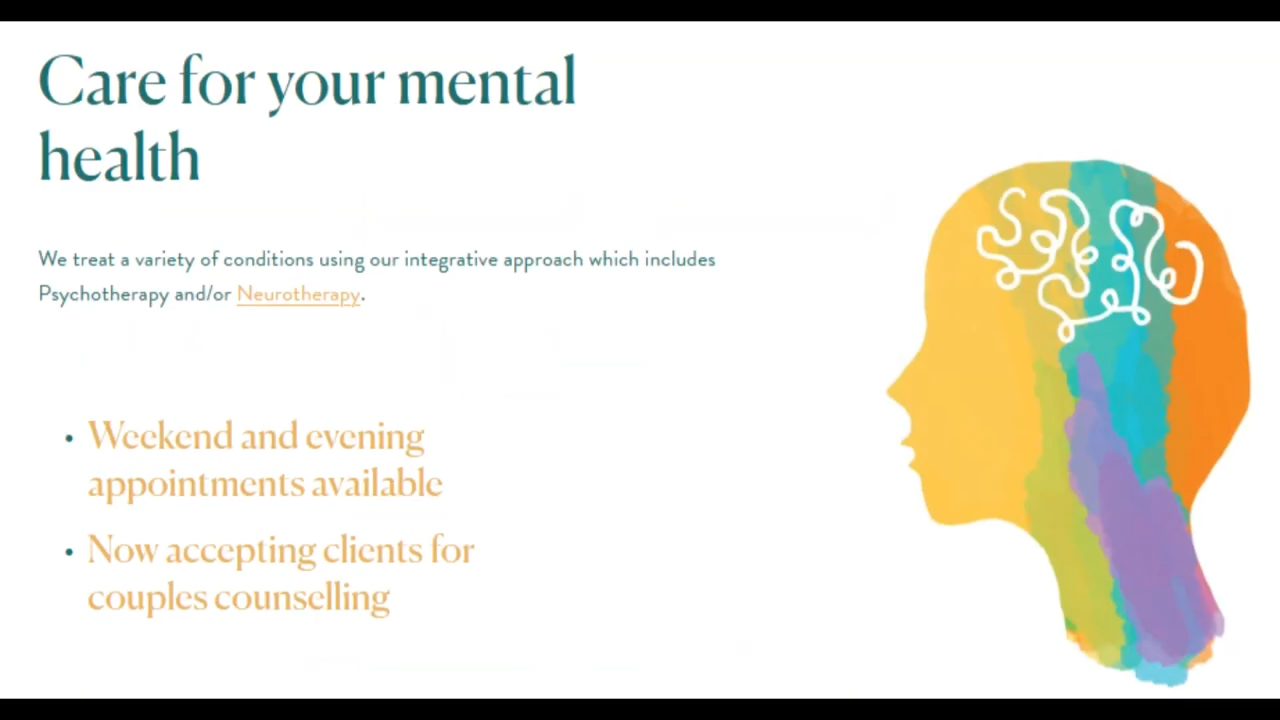 Care for your mental
health
We treat a variety of conditions using our integrative approach which includes
Psychotherapy and/or Neurotherapy.
• Weekend and evening
appointments available
• Now accepting clients for
couples counselling